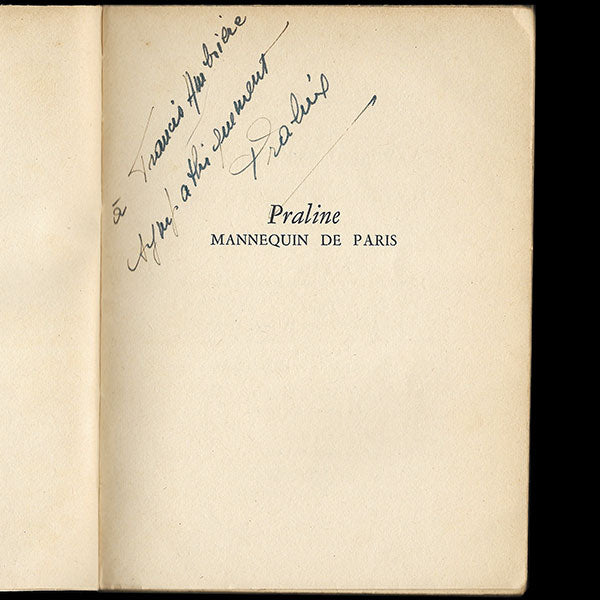 à Francis Ambrière
sympathiquement
Praline
Praline
MANNEQUIN DE PARIS